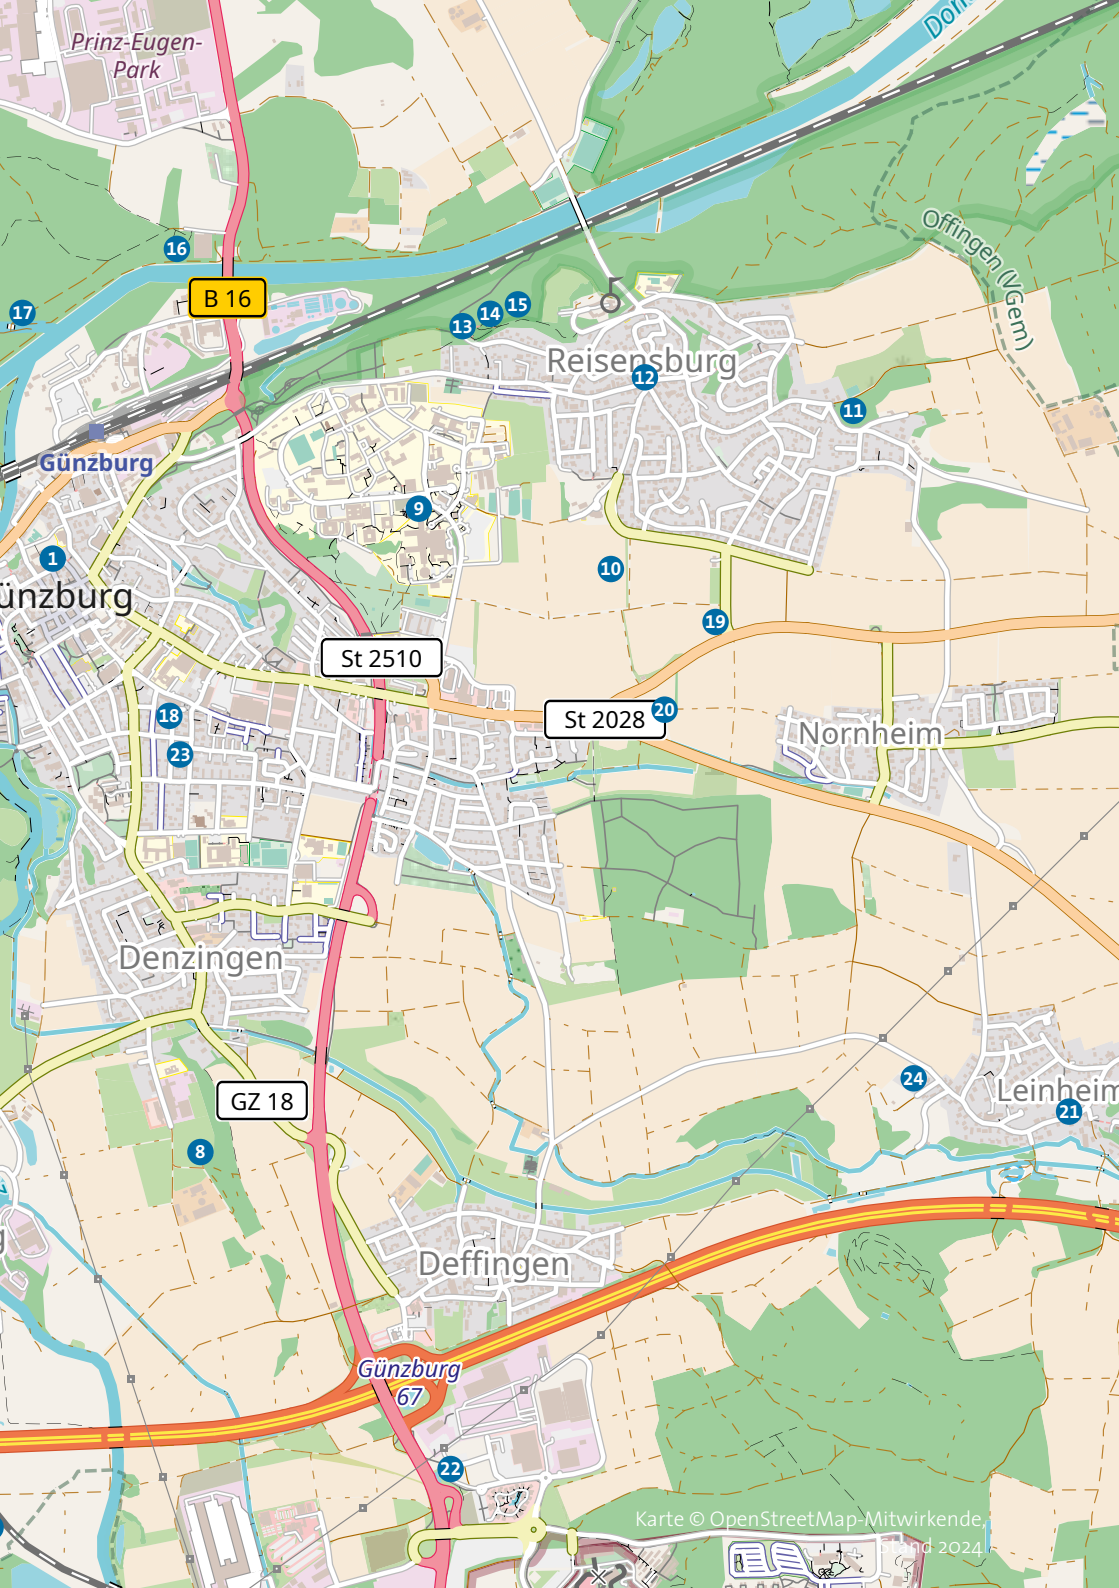 Prinz-Eugen-
Park
Offingen (VGem)
16
B 16
17
15
14
13
Reisensburg
12
11
Günzburg
9
1
10
ünzburg
19
St 2510
20
St 2028
18
Nornheim
23
Denzingen
24
Leinheim
GZ 18
21
8
Deffingen
Günzburg
67
22
Karte © OpenStreetMap-Mitwirkende,
Stand 2024